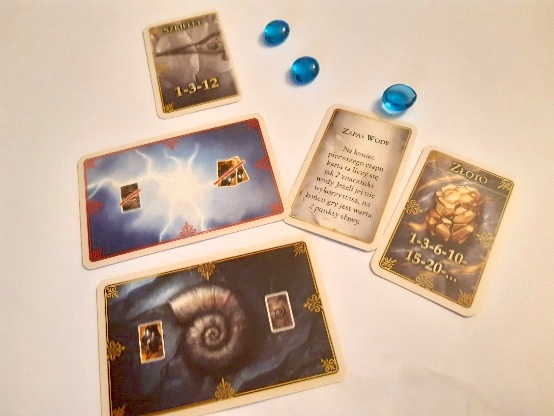 1-3-12
Zapas Wody
Na koniec
pierwszego etapu
karta ta liczy się
jak 2 znaczniki
wody. Jeżeli jej nie
wykorzystasz, na
końcu gry jest warta
2 punkty sławy.
Złoto
1-3-6-10-
15-20-...